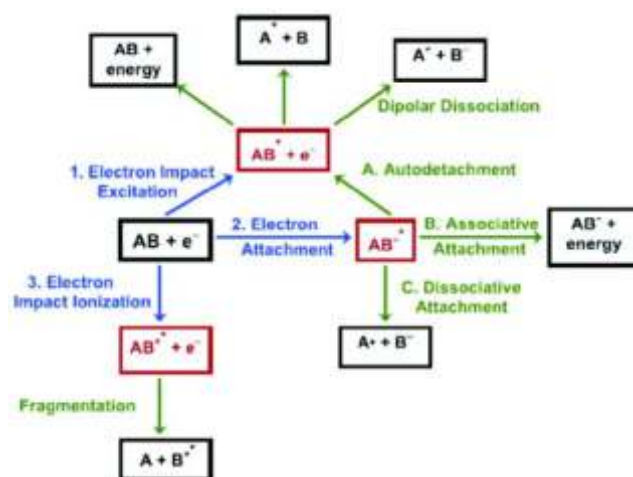 AB +
energy
A* + B
A⁺ + B⁻
Dipolar Dissociation
AB* + e⁻
1. Electron Impact
Excitation
A. Autodetachment
AB + e⁻
2. Electron
Attachment
AB⁻*
B. Associative
Attachment
AB⁻ +
energy
3. Electron
Impact Ionization
C. Dissociative
Attachment
AB⁺* + e⁻
A• + B⁻
Fragmentation
A + B⁺*